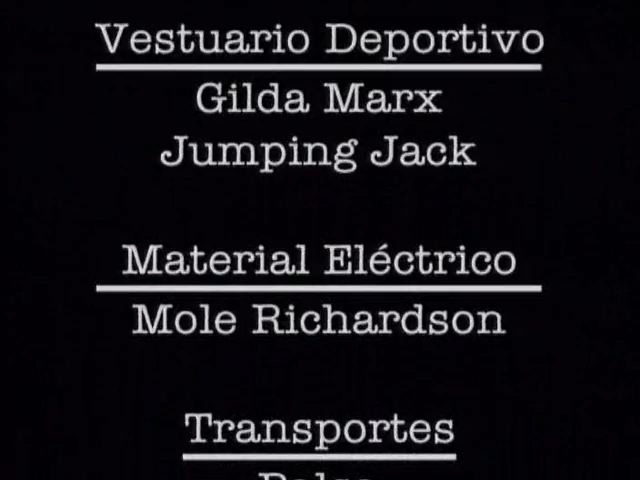 Vestuario Deportivo
Gilda Marx
Jumping Jack
Material Eléctrico
Mole Richardson
Transportes